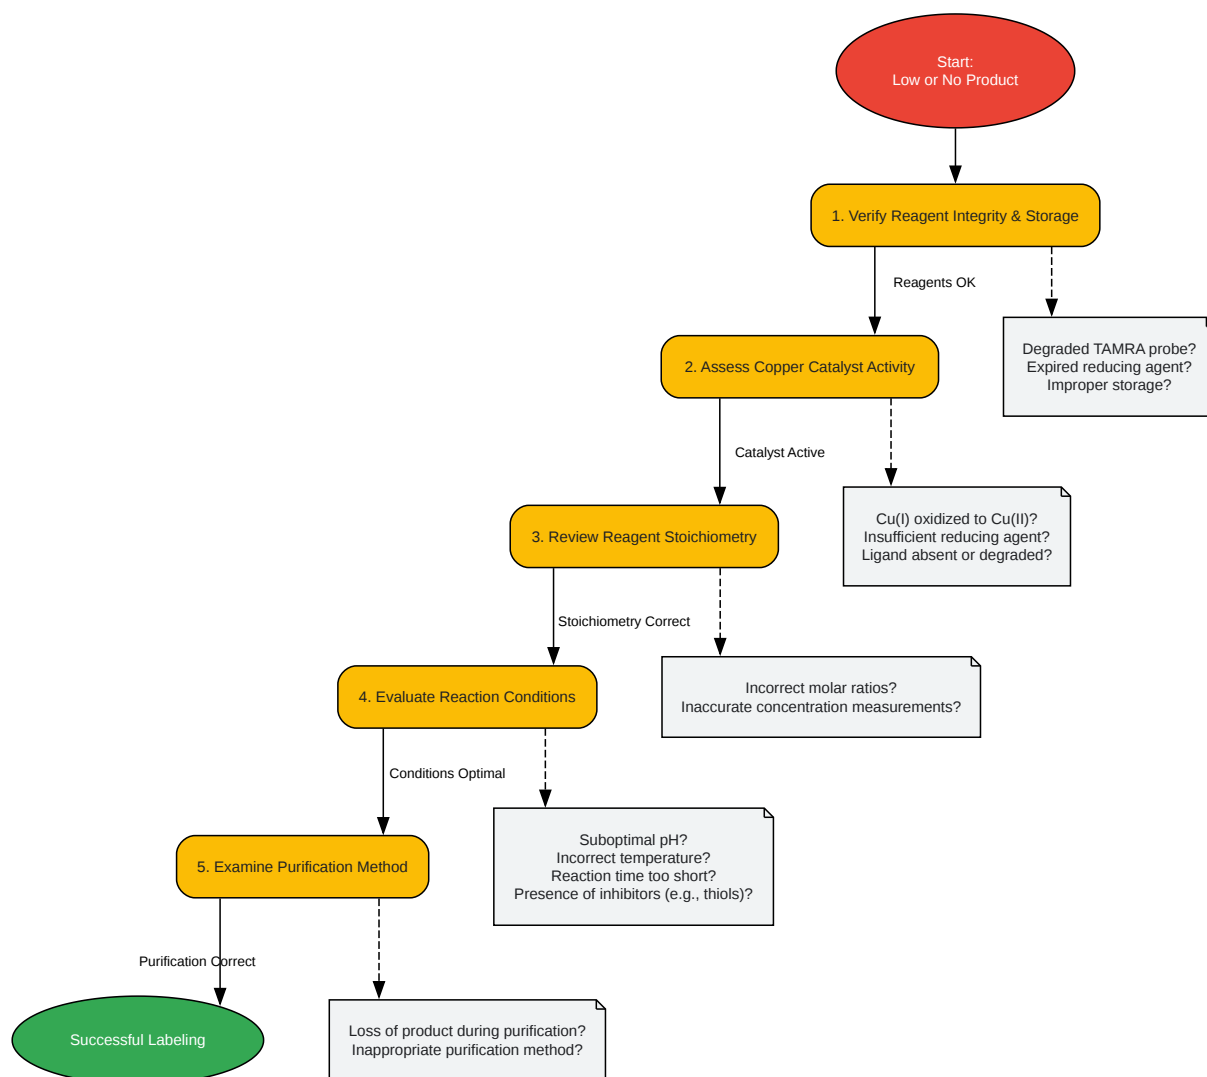 Start:
Low or No Product
1. Verify Reagent Integrity & Storage
Reagents OK
Degraded TAMRA probe?
Expired reducing agent?
Improper storage?
2. Assess Copper Catalyst Activity
Catalyst Active
Cu(I) oxidized to Cu(II)?
Insufficient reducing agent?
Ligand absent or degraded?
3. Review Reagent Stoichiometry
Stoichiometry Correct
Incorrect molar ratios?
Inaccurate concentration measurements?
4. Evaluate Reaction Conditions
Conditions Optimal
Suboptimal pH?
Incorrect temperature?
Reaction time too short?
Presence of inhibitors (e.g., thiols)?
5. Examine Purification Method
Purification Correct
Loss of product during purification?
Inappropriate purification method?
Successful Labeling